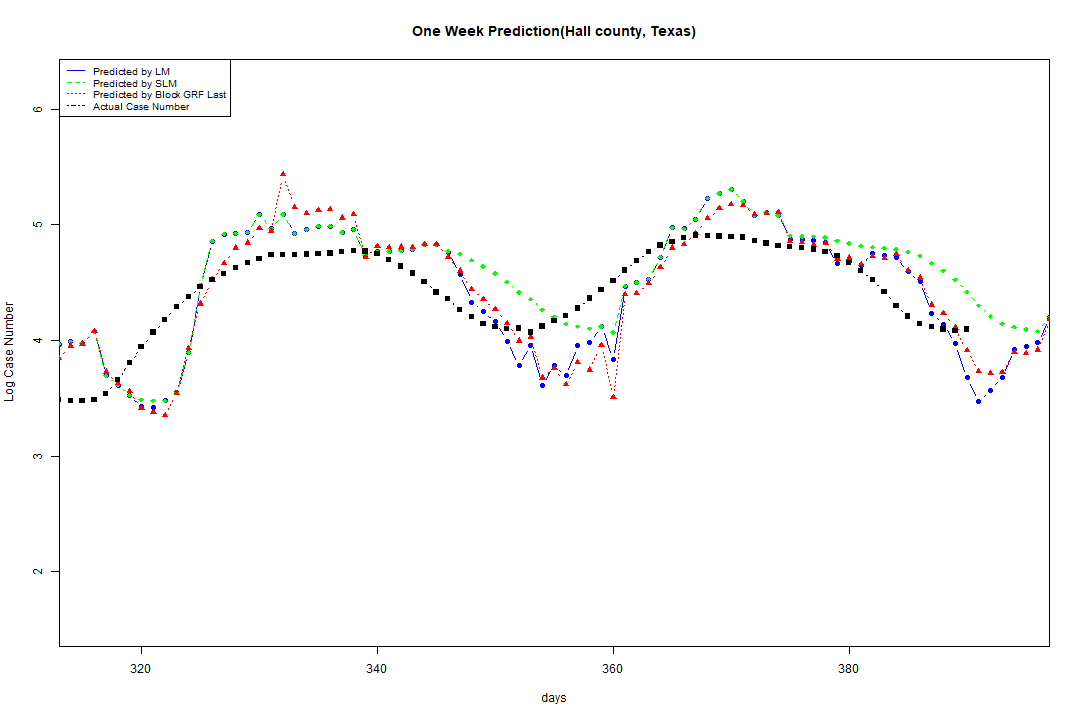 One Week Prediction(Hall county, Texas)
Predicted by LM
Predicted by SLM
Predicted by Block GRF Last
Actual Case Number
6
5
4
3
2
Log Case Number
320
340
360
380
days